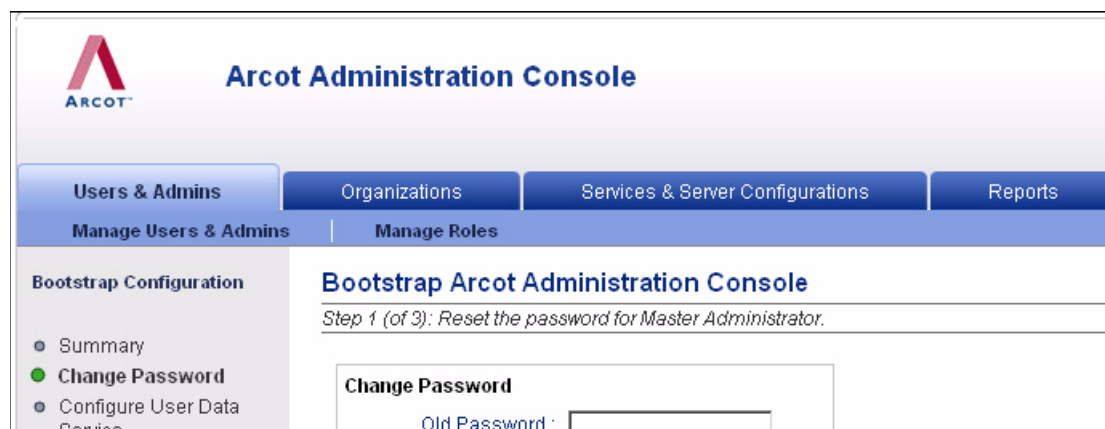 ARCOT™
Arcot Administration Console
Users & Admins
Organizations
Services & Server Configurations
Reports
Manage Users & Admins
Manage Roles
Bootstrap Configuration
Bootstrap Arcot Administration Console
Step 1 (of 3): Reset the password for Master Administrator.
Summary
Change Password
Configure User Data
Service
Change Password
Old Password :